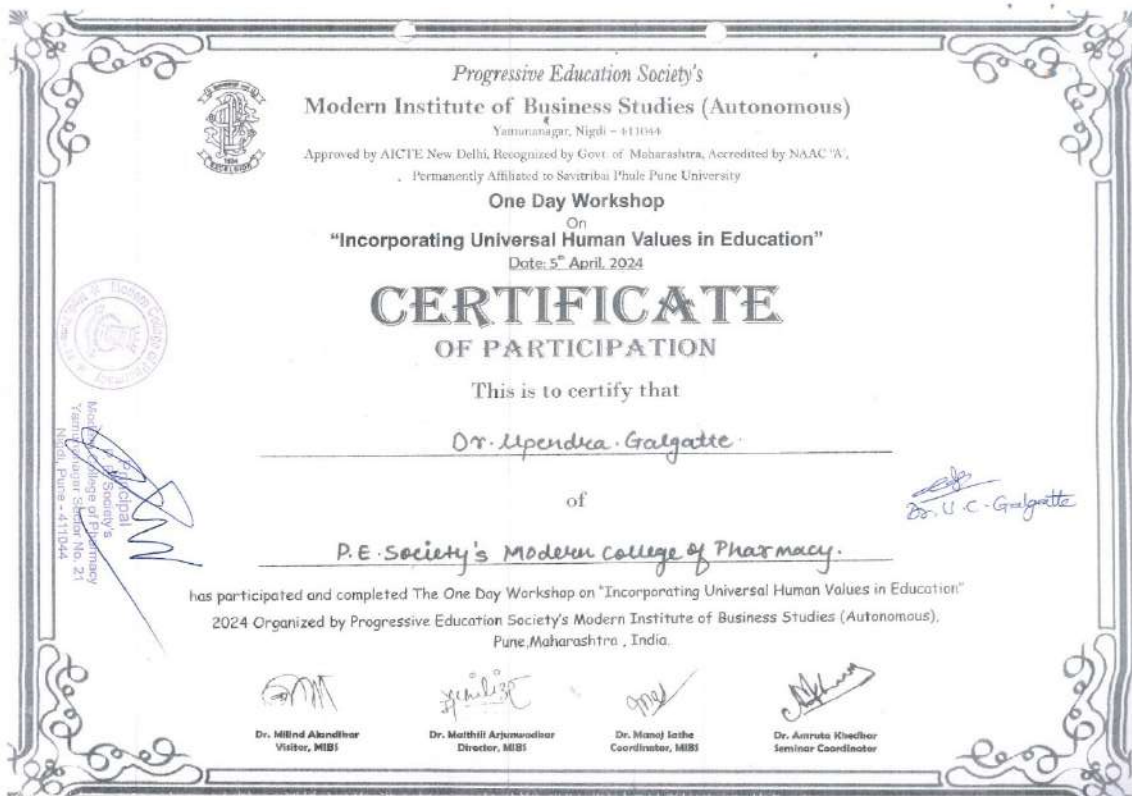 Progressive Education Society's
Modern Institute of Business Studies (Autonomous)
Yamunanagar, Nigdi - 411044
Approved by AICTE New Delhi, Recognized by Govt of Maharashtra, Accredited by NAAC "A",
Permanently Affiliated to Savitribai Phule Pune University
One Day Workshop
On
"Incorporating Universal Human Values in Education"
Date: 5th April, 2024
CERTIFICATE
OF PARTICIPATION
This is to certify that
Dr. Upendra. Galgatte.
of
P.E. Society's Modern College of Pharmacy.
has participated and completed The One Day Workshop on "Incorporating Universal Human Values in Education"
2024 Organized by Progressive Education Society's Modern Institute of Business Studies (Autonomous),
Pune,Maharashtra , India.
Dr. U.C. Galgatte
Principal
Society's
Modern College of Pharmacy
Yamunanagar Sector No. 21
Nigdi, Pune - 411044
Dr. Milind Alandikar
Visitor, MIBS
Dr. Maithili Arjunwadkar
Director, MIBS
Dr. Manoj Sathe
Coordinator, MIBS
Dr. Amruta Khedkar
Seminar Coordinator